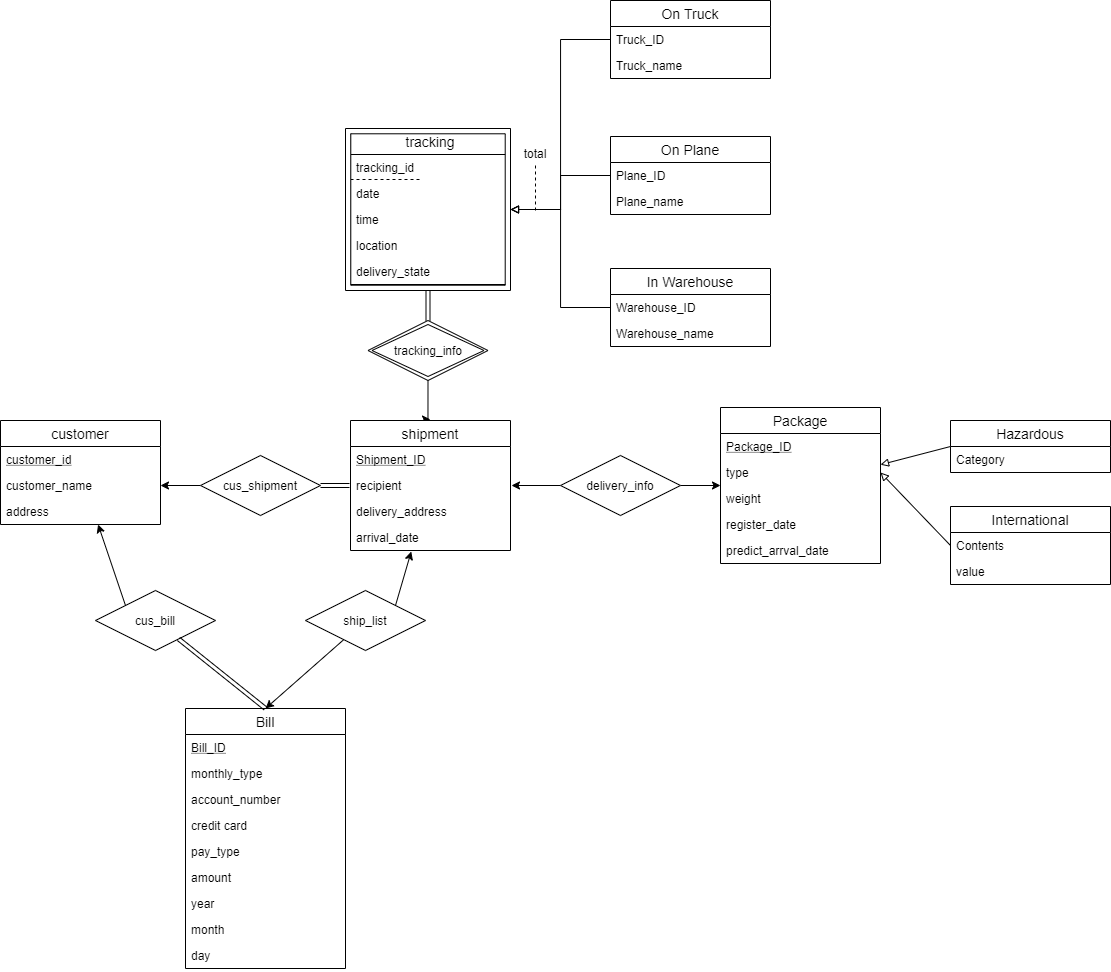 On Truck
Truck_ID
Truck_name
tracking
tracking_id
date
time
location
delivery_state
total
On Plane
Plane_ID
Plane_name
In Warehouse
Warehouse_ID
Warehouse_name
tracking_info
customer
customer_id
customer_name
address
cus_shipment
shipment
Shipment_ID
recipient
delivery_address
arrival_date
delivery_info
Package
Package_ID
type
weight
register_date
predict_arrval_date
Hazardous
Category
International
Contents
value
cus_bill
ship_list
Bill
Bill_ID
monthly_type
account_number
credit card
pay_type
amount
year
month
day